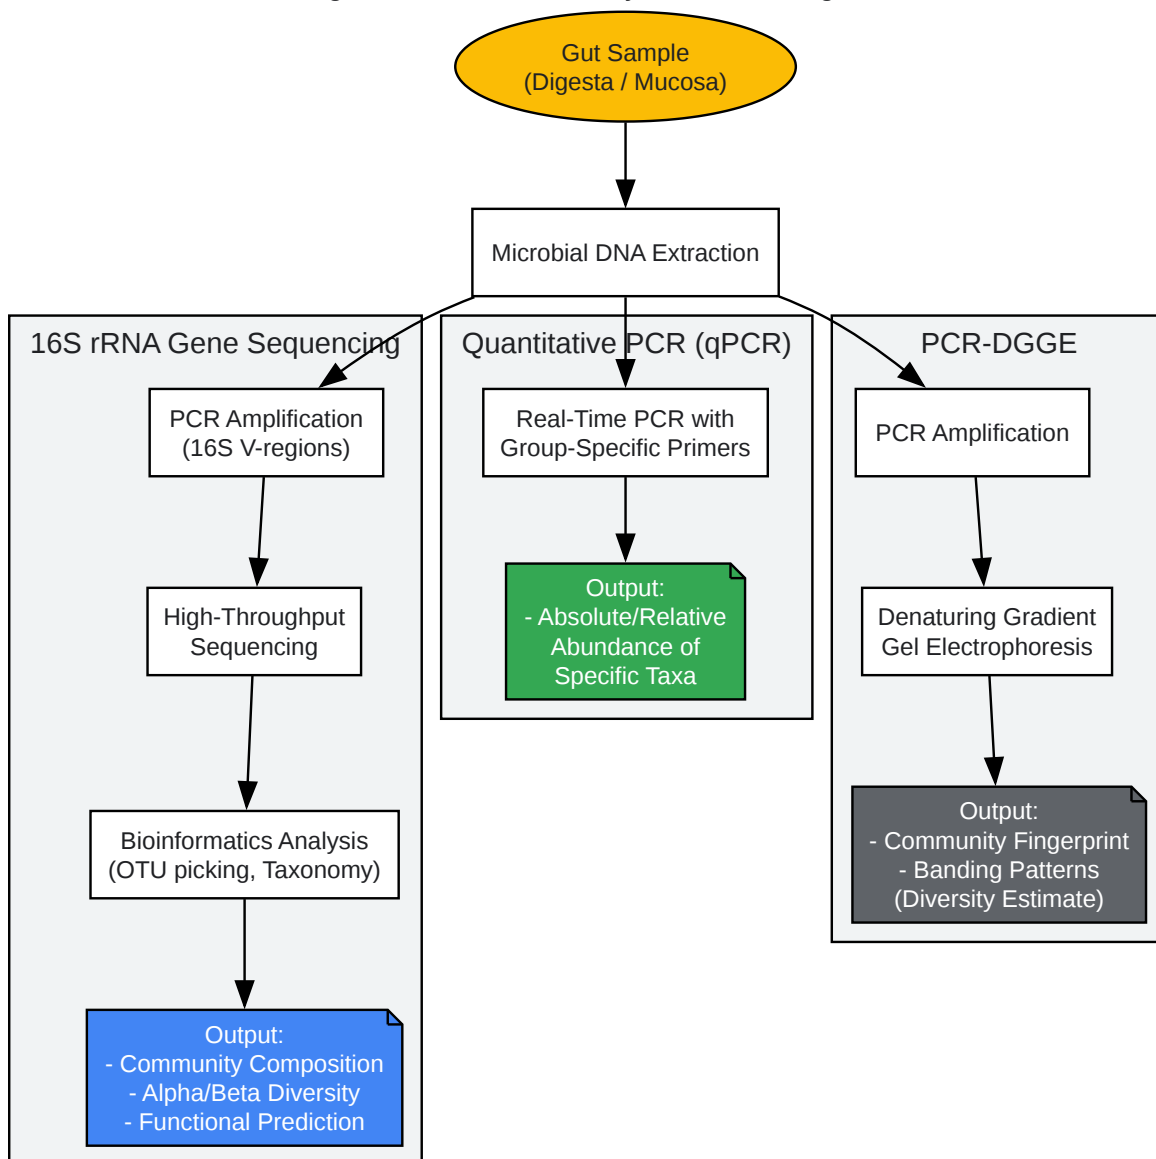 Gut Sample
(Digesta / Mucosa)
Microbial DNA Extraction
16S rRNA Gene Sequencing
PCR Amplification
(16S V-regions)
High-Throughput
Sequencing
Bioinformatics Analysis
(OTU picking, Taxonomy)
Output:
- Community Composition
- Alpha/Beta Diversity
- Functional Prediction
Quantitative PCR (qPCR)
Real-Time PCR with
Group-Specific Primers
Output:
- Absolute/Relative
Abundance of
Specific Taxa
PCR-DGGE
PCR Amplification
Denaturing Gradient
Gel Electrophoresis
Output:
- Community Fingerprint
- Banding Patterns
(Diversity Estimate)